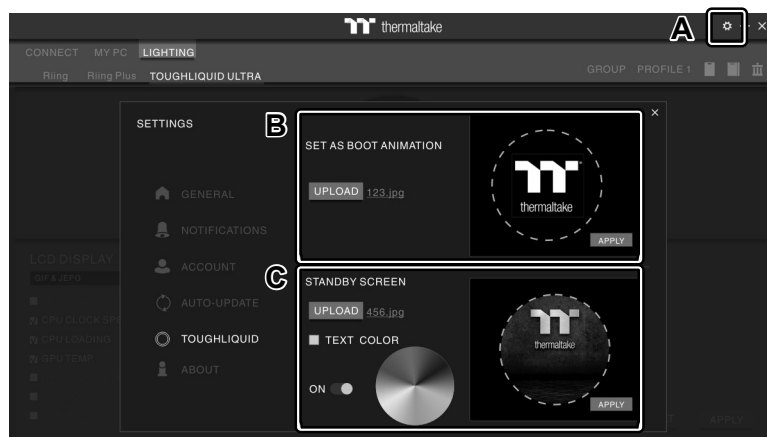 thermaltake
A
CONNECT MY PC LIGHTING
Riing Riing Plus TOUGHLIQUID ULTRA
GROUP PROFILE 1
SETTINGS
GENERAL
NOTIFICATIONS
ACCOUNT
AUTO-UPDATE
TOUGHLIQUID
ABOUT
B
SET AS BOOT ANIMATION
UPLOAD 123.jpg
thermaltake
APPLY
C
STANDBY SCREEN
UPLOAD 456.jpg
TEXT COLOR
ON
thermaltake
APPLY
LCD DISPLAY
GIF & JEPG
CPU CLOCK SPE
CPU LOADING
GPU TEMP
APPLY